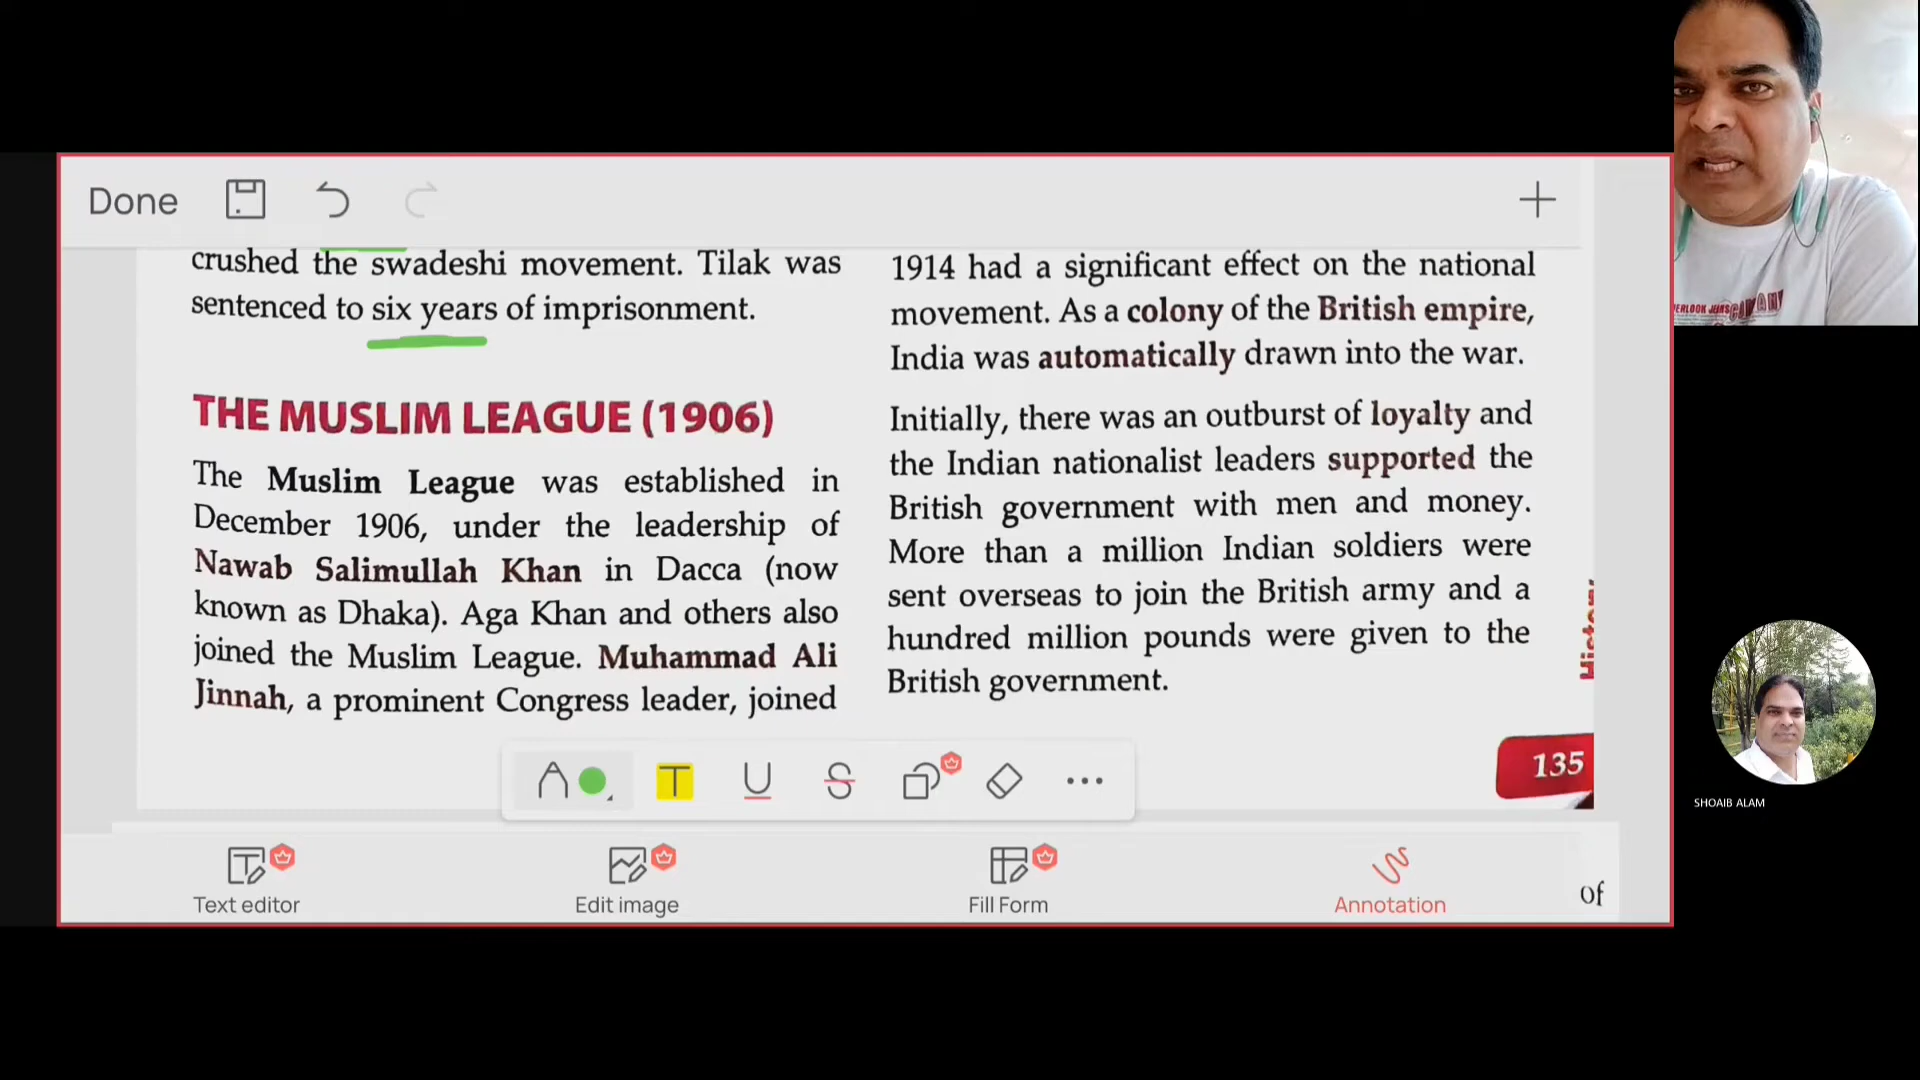 Done
crushed the swadeshi movement. Tilak was
sentenced to six years of imprisonment.
THE MUSLIM LEAGUE (1906)
The Muslim League was established in
December 1906, under the leadership of
Nawab Salimullah Khan in Dacca (now
known as Dhaka). Aga Khan and others also
joined the Muslim League. Muhammad Ali
Jinnah, a prominent Congress leader, joined
1914 had a significant effect on the national
movement. As a colony of the British empire,
India was automatically drawn into the war.
Initially, there was an outburst of loyalty and
the Indian nationalist leaders supported the
British government with men and money.
More than a million Indian soldiers were
sent overseas to join the British army and a
hundred million pounds were given to the
British government.
History
135
Text editor
Edit image
Fill Form
Annotation
of
SHOAIB ALAM